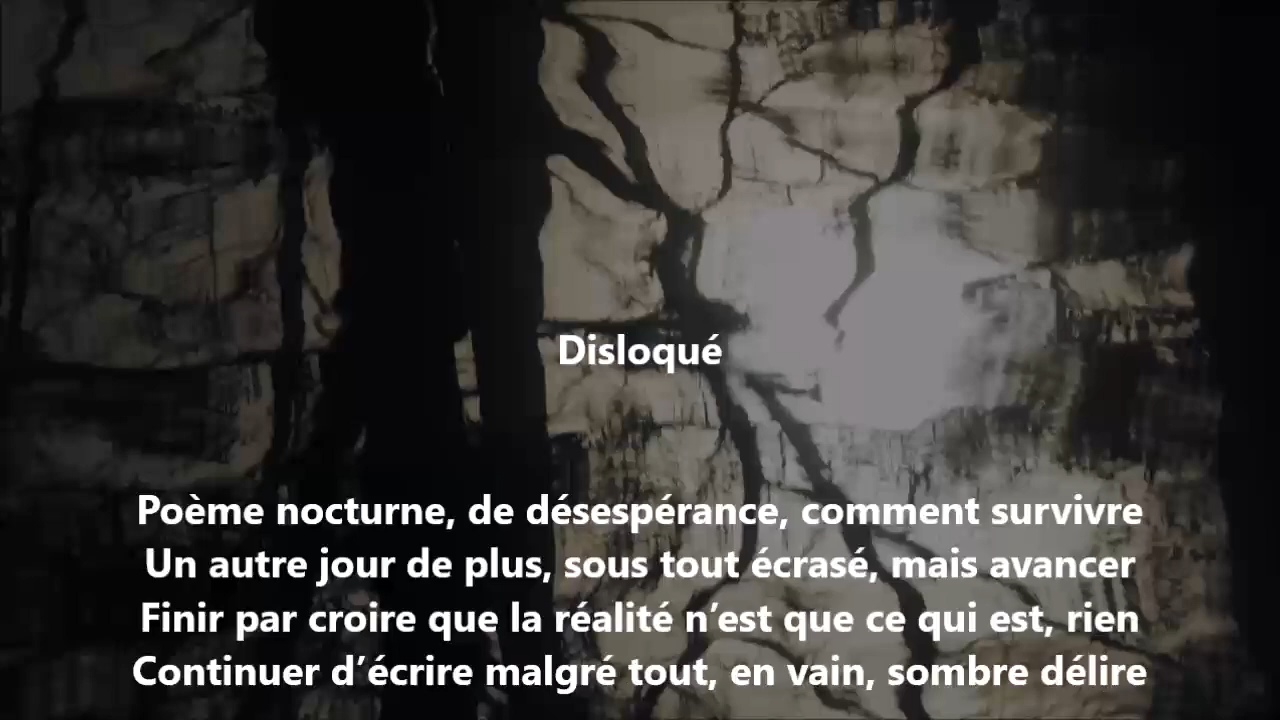 Disloqué
Poème nocturne, de désespérance, comment survivre
Un autre jour de plus, sous tout écrasé, mais avancer
Finir par croire que la réalité n’est que ce qui est, rien
Continuer d’écrire malgré tout, en vain, sombre délire